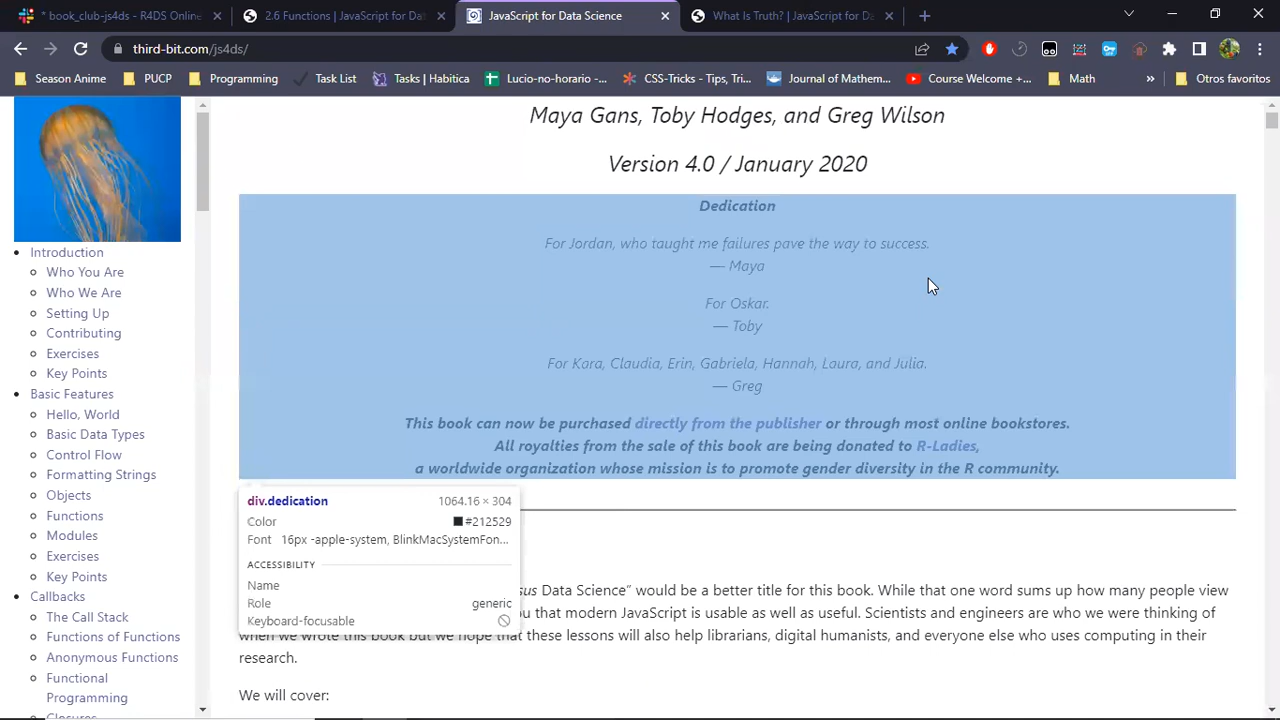 * book_club-js4ds - R4DS Online
2.6 Functions | JavaScript for Dat
JavaScript for Data Science
What Is Truth? | JavaScript for D
third-bit.com/js4ds/
Season Anime
PUCP
Programming
Task List
Tasks | Habitica
Lucio-no-horario -...
CSS-Tricks - Tips, Tri...
Journal of Mathem...
Course Welcome +...
Math
»
Otros favoritos
Introduction
Who You Are
Who We Are
Setting Up
Contributing
Exercises
Key Points
Basic Features
Hello, World
Basic Data Types
Control Flow
Formatting Strings
Objects
Functions
Modules
Exercises
Key Points
Callbacks
The Call Stack
Functions of Functions
Anonymous Functions
Functional
Programming
Closures
Maya Gans, Toby Hodges, and Greg Wilson
Version 4.0 / January 2020
Dedication
For Jordan, who taught me failures pave the way to success.
— Maya
For Oskar.
— Toby
For Kara, Claudia, Erin, Gabriela, Hannah, Laura, and Julia.
— Greg
This book can now be purchased directly from the publisher or through most online bookstores.
All royalties from the sale of this book are being donated to R-Ladies,
a worldwide organization whose mission is to promote gender diversity in the R community.
div.dedication 1064.16 × 304
Color #212529
Font 16px -apple-system, BlinkMacSystemFon...
ACCESSIBILITY
Name
Role generic
Keyboard-focusable
sus Data Science” would be a better title for this book. While that one word sums up how many people view
you that modern JavaScript is usable as well as useful. Scientists and engineers are who we were thinking of
when we wrote this book but we hope that these lessons will also help librarians, digital humanists, and everyone else who uses computing in their
research.
We will cover: